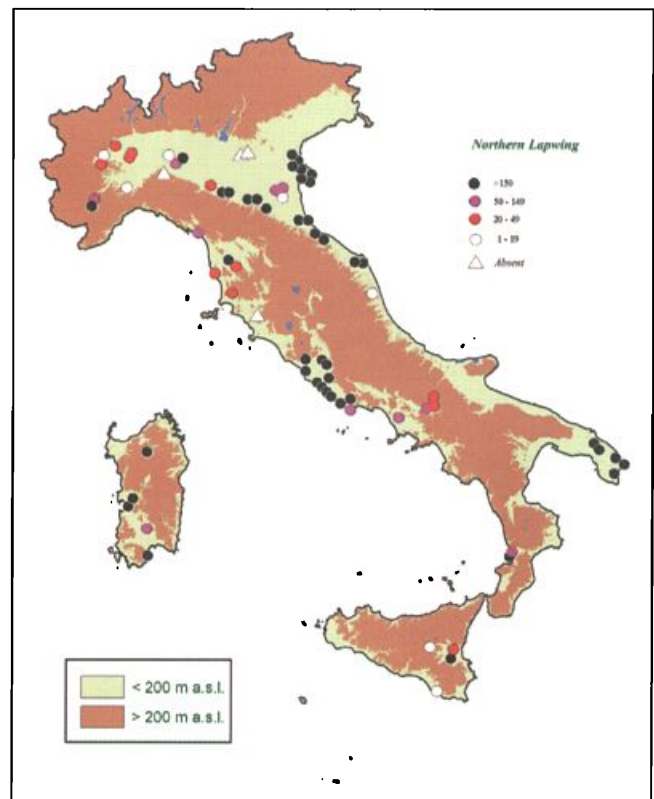 Northern Lapwing
>150
50 - 149
20 - 49
1 - 19
Absent
< 200 m a.s.l.
> 200 m a.s.l.